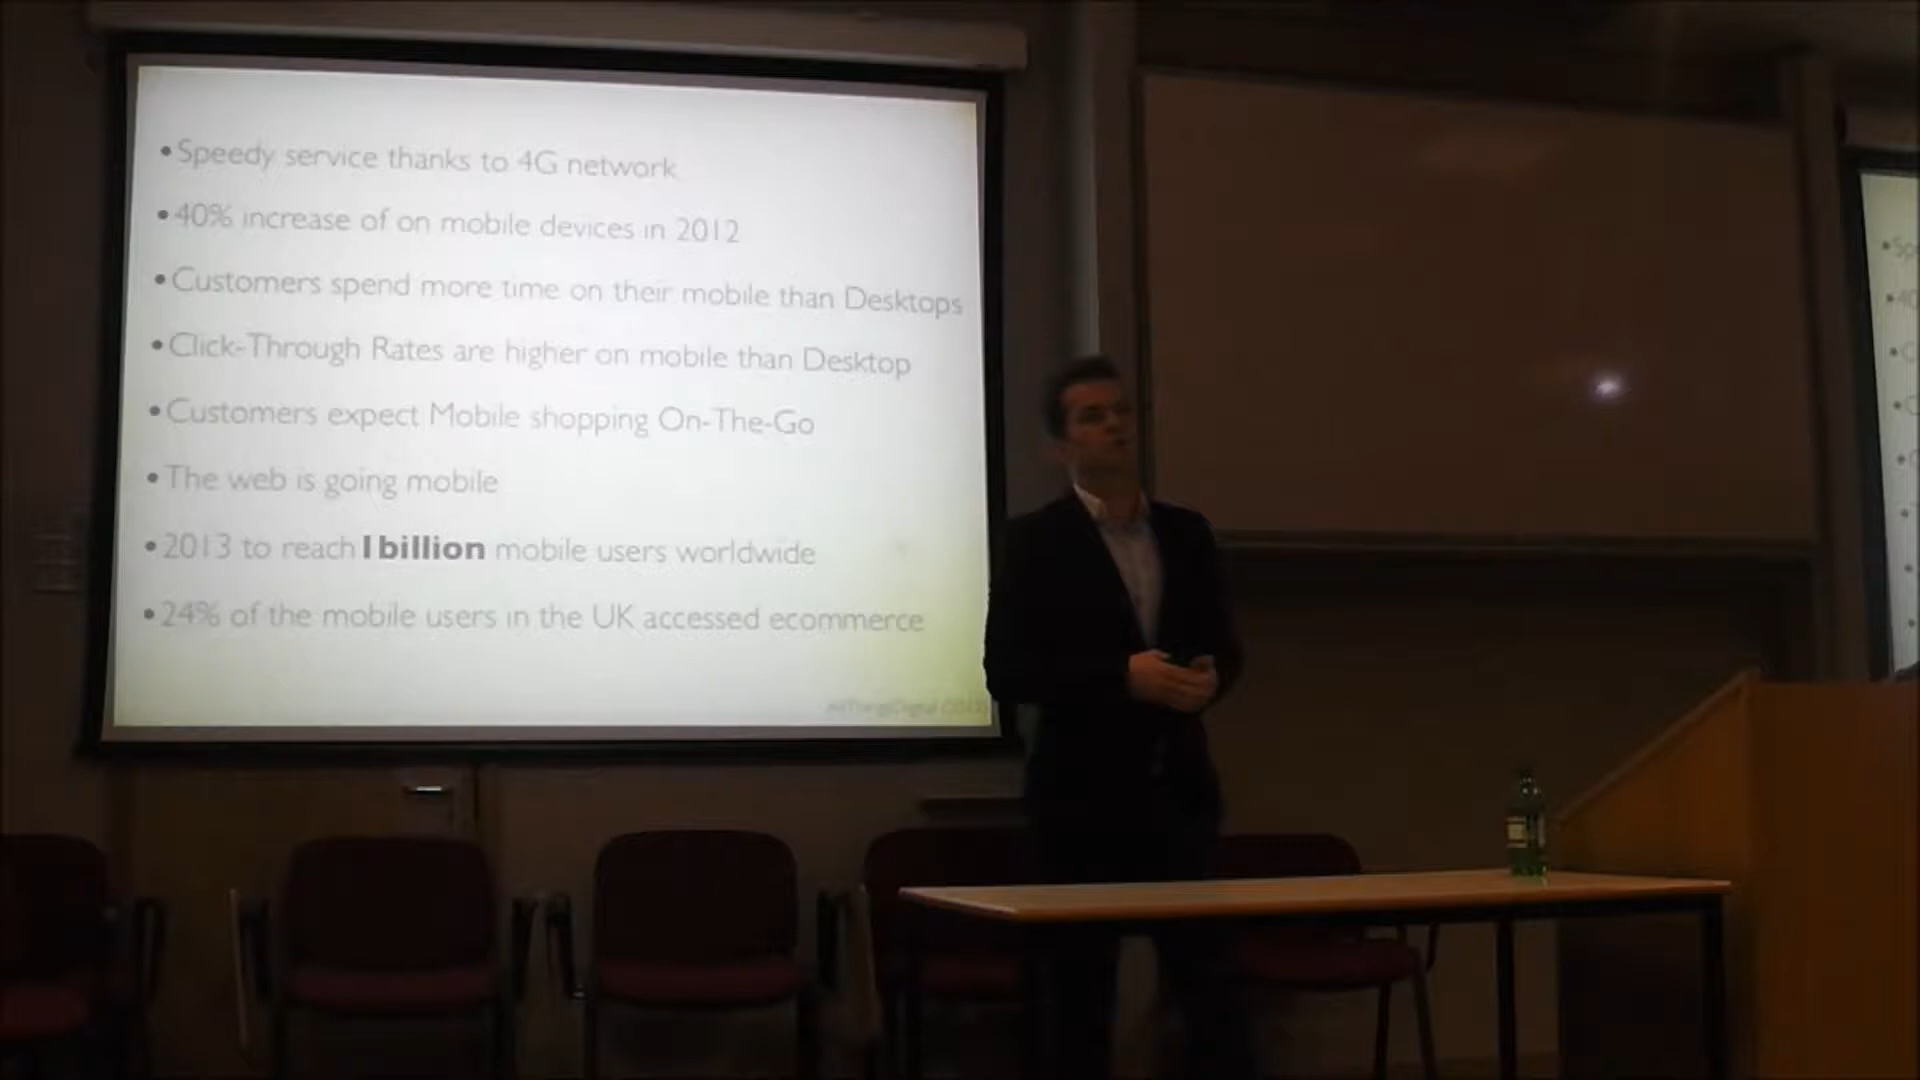 •Speedy service thanks to 4G network
•40% increase of on mobile devices in 2012
•Customers spend more time on their mobile than Desktops
•Click-Through Rates are higher on mobile than Desktop
•Customers expect Mobile shopping On-The-Go
•The web is going mobile
•2013 to reach 1 billion mobile users worldwide
•24% of the mobile users in the UK accessed ecommerce